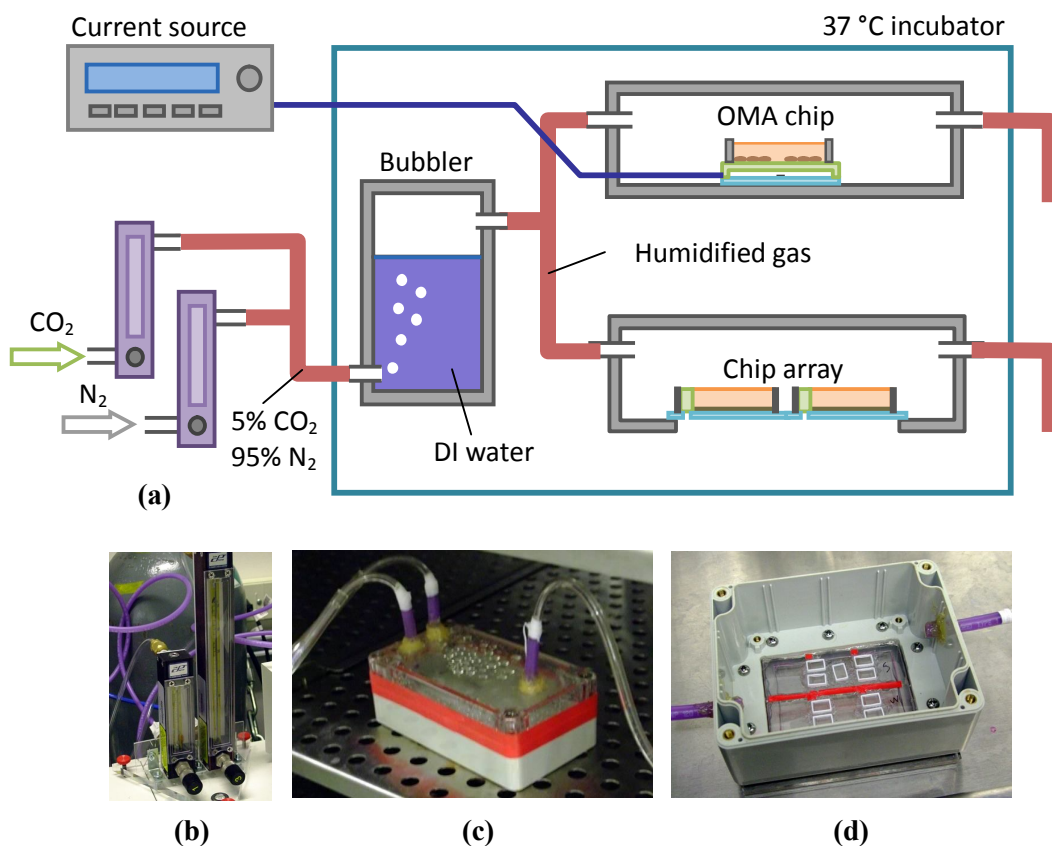 Current source
37 °C incubator
OMA chip
Bubbler
Humidified gas
CO₂
N₂
Chip array
5% CO₂
95% N₂
DI water
(a)
(b)
(c)
(d)